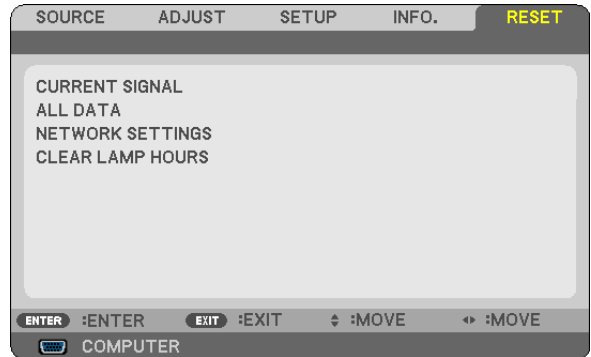 SOURCE ADJUST SETUP INFO. RESET
CURRENT SIGNAL
ALL DATA
NETWORK SETTINGS
CLEAR LAMP HOURS
ENTER :ENTER EXIT :EXIT :MOVE :MOVE
COMPUTER